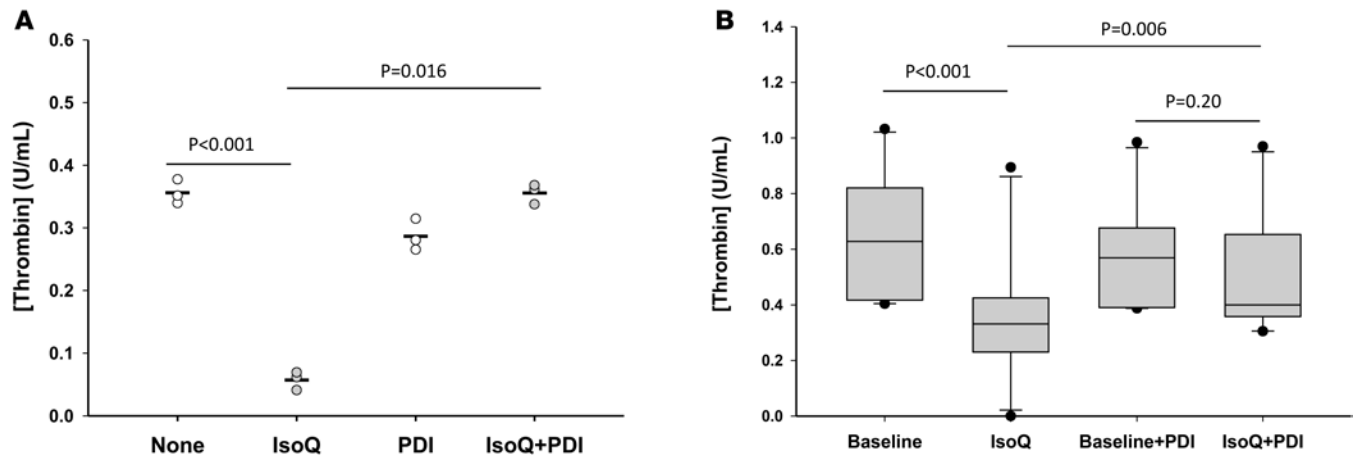 A
[Thrombin] (U/mL)
0.6
0.5
0.4
0.3
0.2
0.1
0.0
P=0.016
P<0.001
None IsoQ PDI IsoQ+PDI
B
[Thrombin] (U/mL)
1.4
1.2
1.0
0.8
0.6
0.4
0.2
0.0
P=0.006
P<0.001
P=0.20
Baseline IsoQ Baseline+PDI IsoQ+PDI